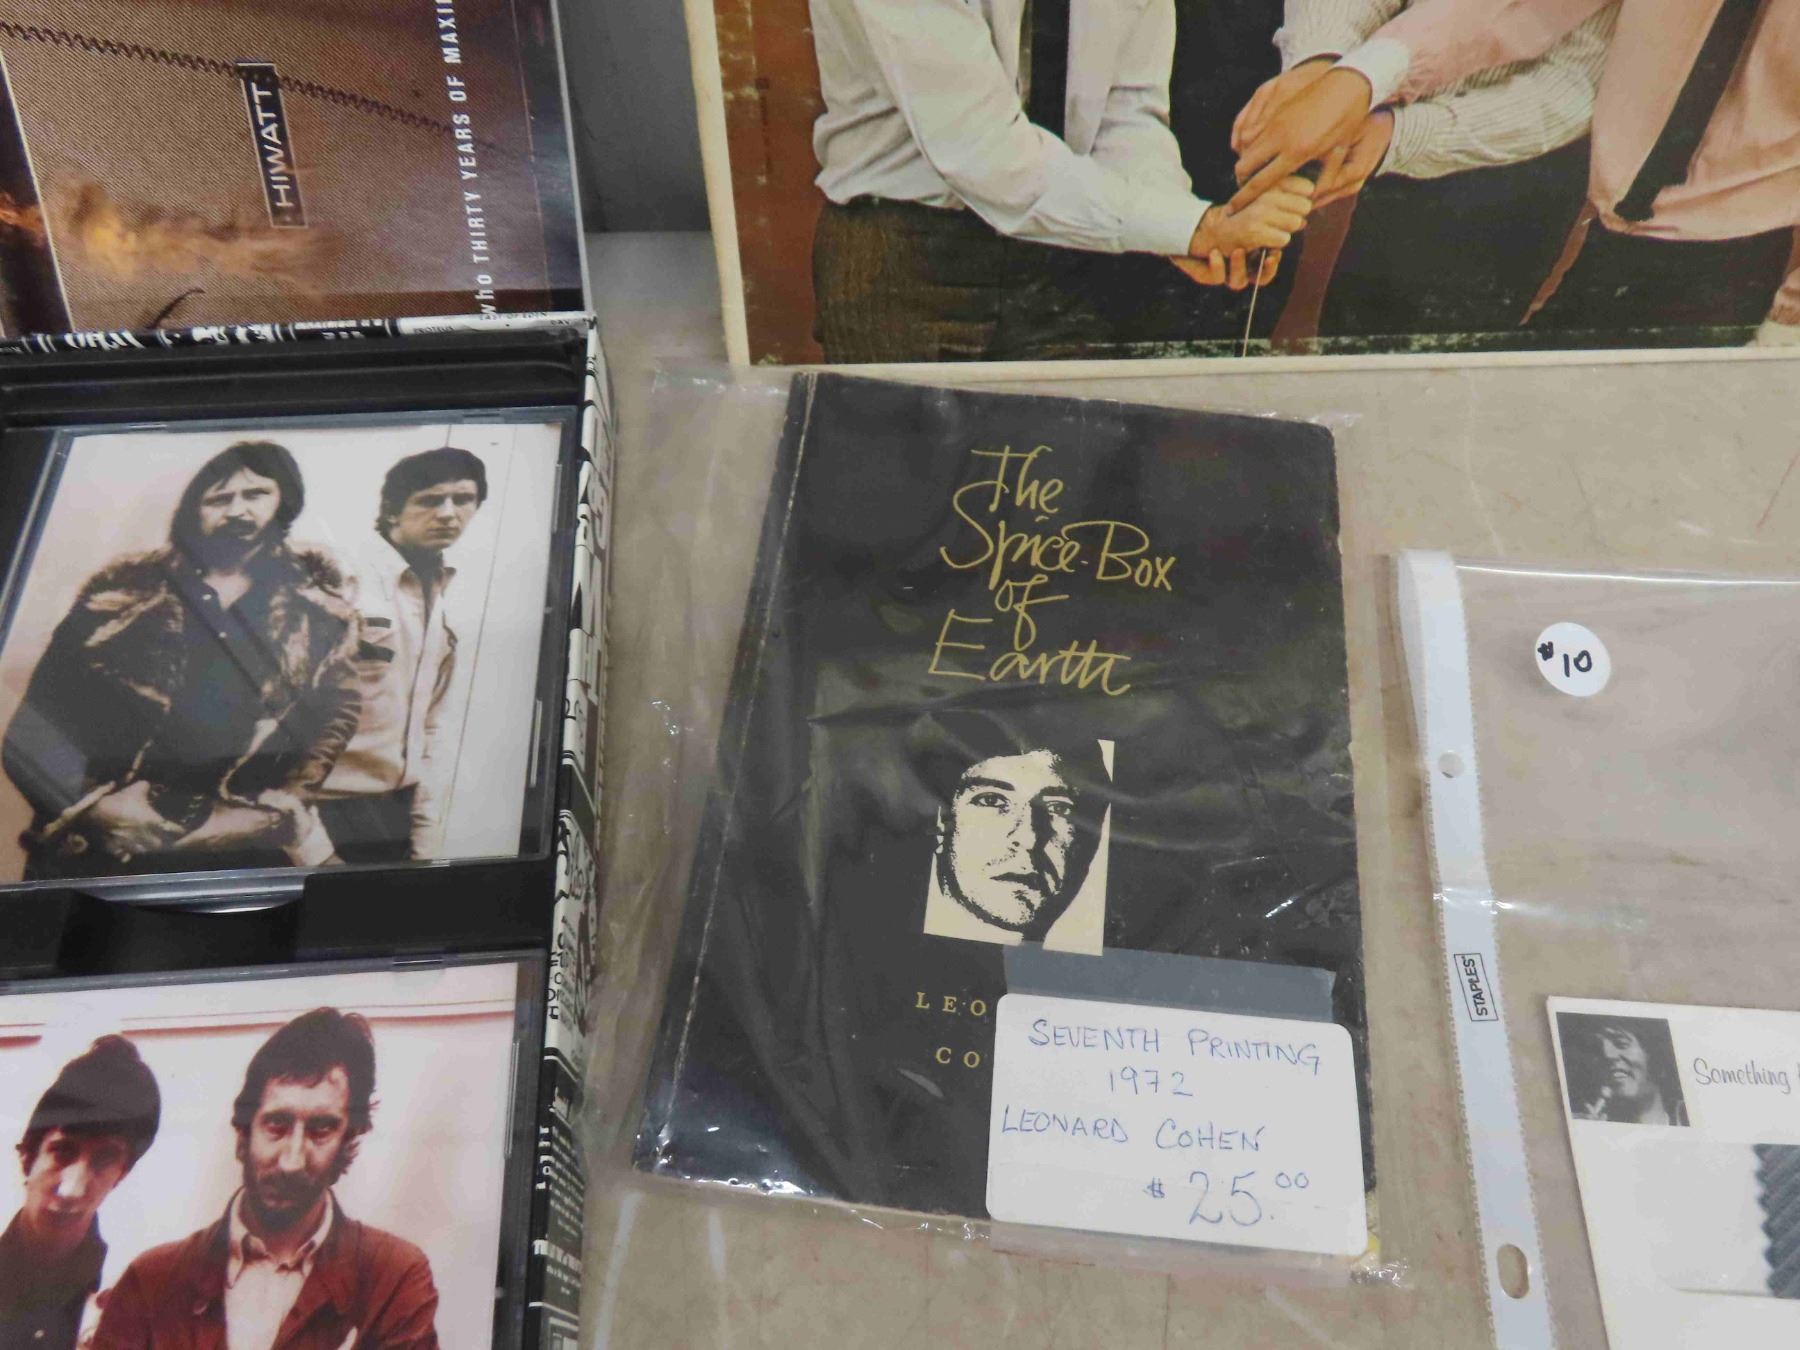 HIWATT
Who THIRTY YEARS OF MAXI
The
Spice-Box
of
Earth
LEO
CO
SEVENTH PRINTING
1972
LEONARD COHEN
$25.00
$10
STAPLES
Something